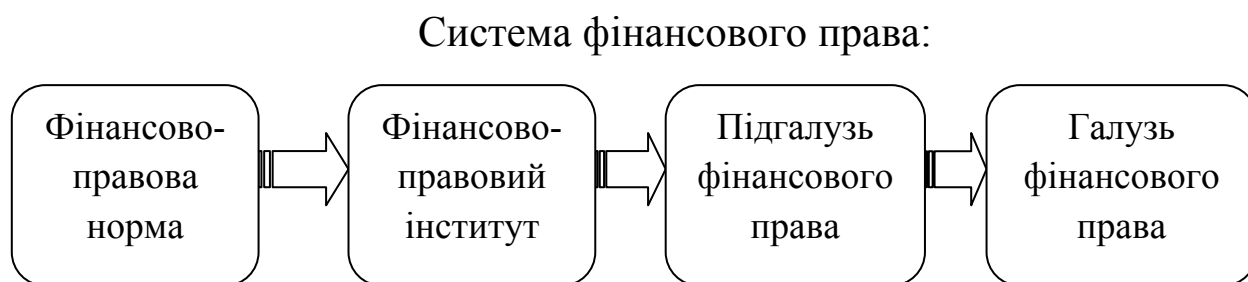 Система фінансового права:
Фінансово-
правова
норма
Фінансово-
правовий
інститут
Підгалузь
фінансового
права
Галузь
фінансового
права